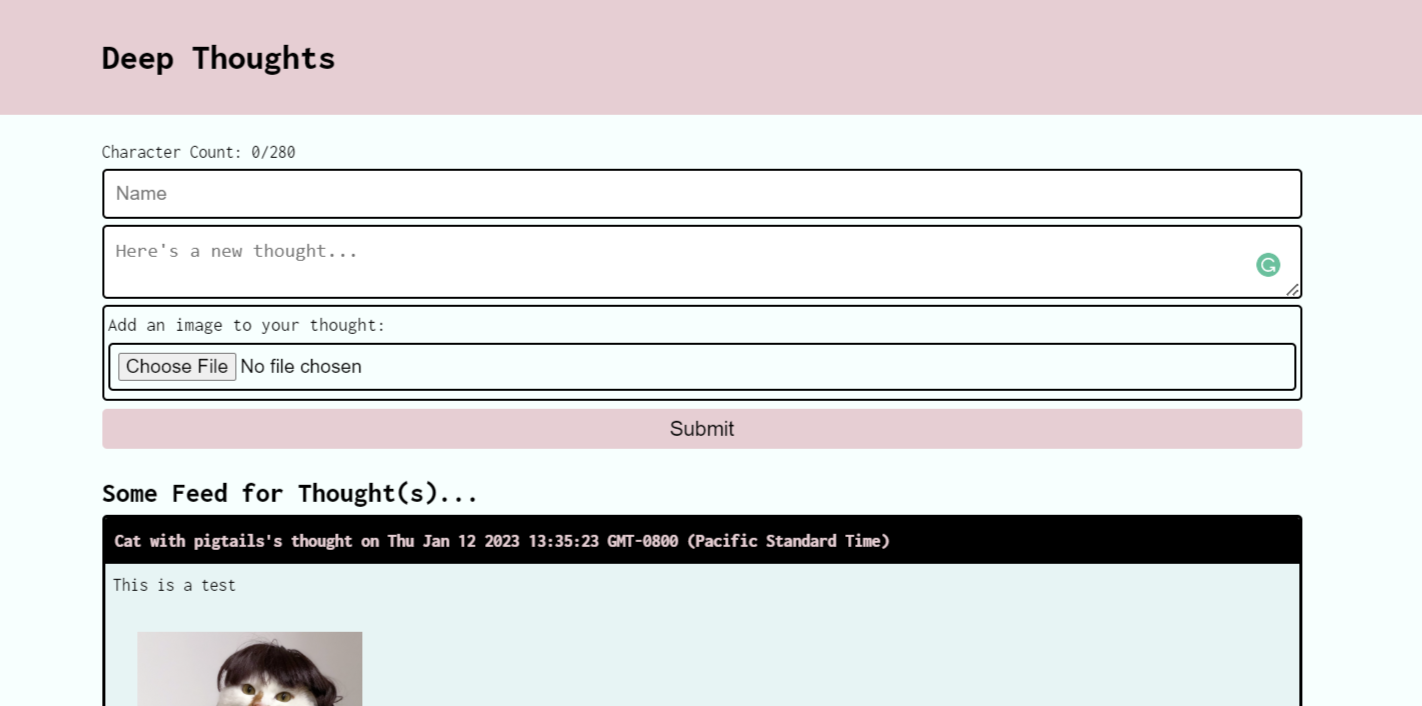 Deep Thoughts
Character Count: 0/280
Name
Here's a new thought...
Add an image to your thought:
Choose File No file chosen
Submit
Some Feed for Thought(s)...
Cat with pigtails's thought on Thu Jan 12 2023 13:35:23 GMT-0800 (Pacific Standard Time)
This is a test